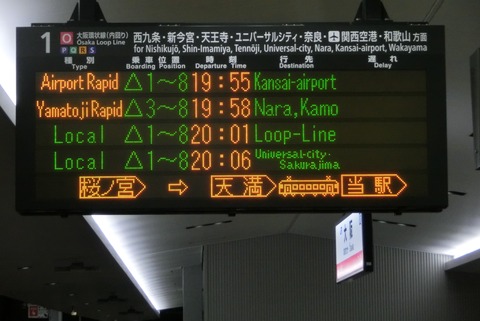 1 O 大阪環状線(内回り) 西九条・新今宮・天王寺・ユニバーサルシティ・奈良・関西空港・和歌山 方面
Osaka Loop Line for Nishikujō, Shin-Imamiya, Tennōji, Universal-city, Nara, Kansai-airport, Wakayama
P Q R S
種別 乗車位置 時刻 行先 遅れ
Type Boarding Position Departure Time Destination Delay
Airport Rapid △1～8 19:55 Kansai-airport
Yamatoji Rapid △3～8 19:58 Nara,Kamo
Local △1～8 20:01 Loop-Line
Local △1～8 20:06 Universal-city・Sakurajima
桜ノ宮 ⇨ 天満 当駅
大阪